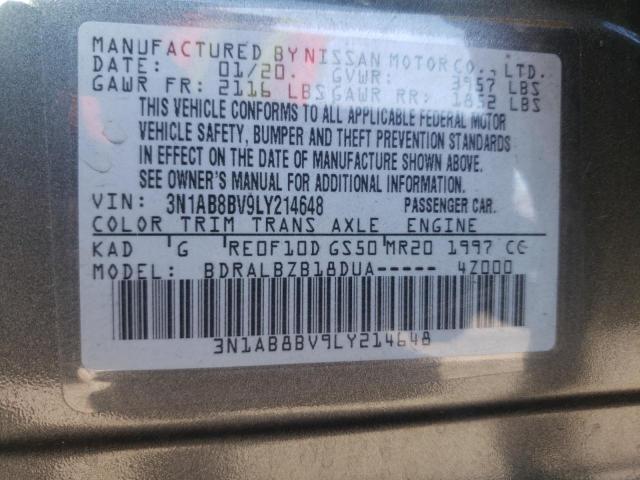 MANUFACTURED BY NISSAN MOTOR CO., LTD.
DATE: 01/20. GVWR: 3957 LBS
GAWR FR: 2116 LBS GAWR RR: 1852 LBS
THIS VEHICLE CONFORMS TO ALL APPLICABLE FEDERAL MOTOR
VEHICLE SAFETY, BUMPER AND THEFT PREVENTION STANDARDS
IN EFFECT ON THE DATE OF MANUFACTURE SHOWN ABOVE.
SEE OWNER'S MANUAL FOR ADDITIONAL INFORMATION.
VIN: 3N1AB8BV9LY214648 PASSENGER CAR.
COLOR TRIM TRANS AXLE ENGINE
KAD G RE0F10D GS50 MR20 1997 CC
MODEL: BDRALBZB18DUA----- 4Z000
3N1AB8BV9LY214648